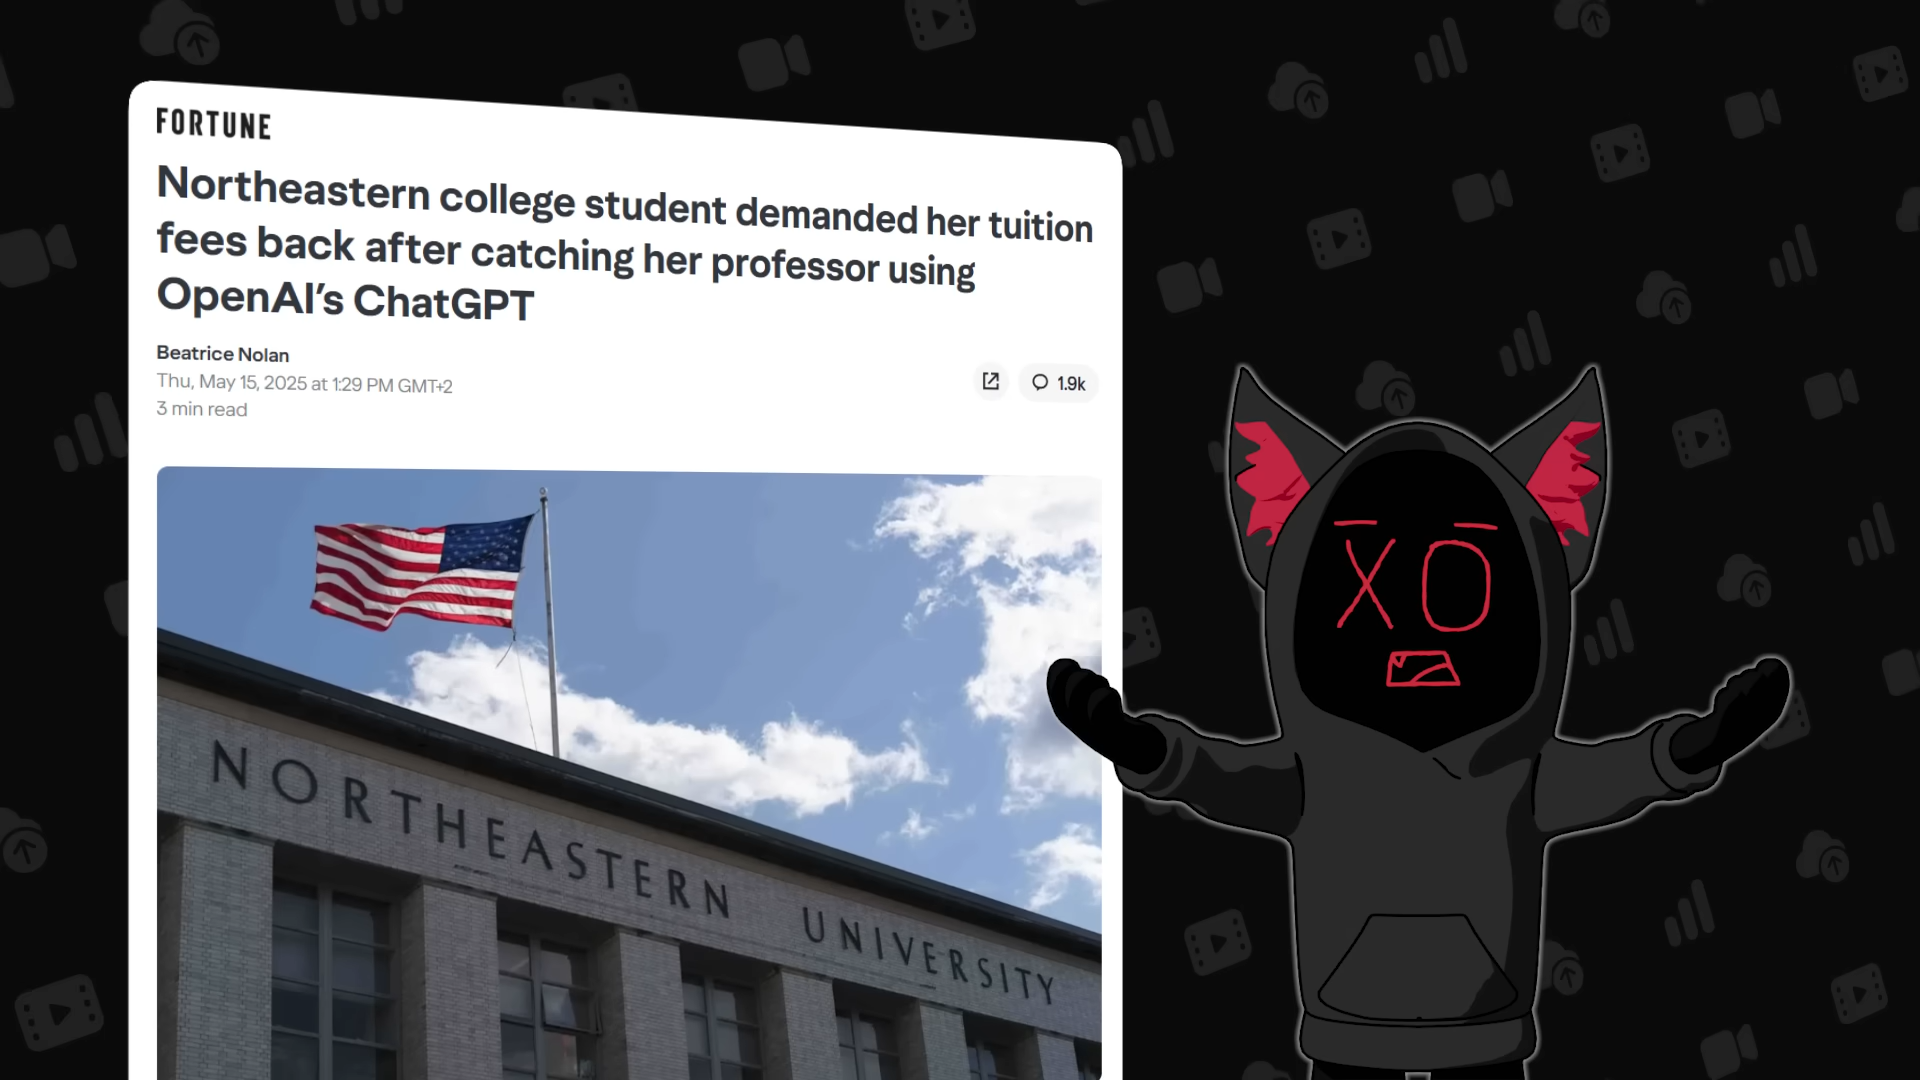 FORTUNE
Northeastern college student demanded her tuition
fees back after catching her professor using
OpenAI's ChatGPT
Beatrice Nolan
Thu, May 15, 2025 at 1:29 PM GMT+2
1.9k
3 min read
NORTHEASTERN UNIVERSITY
XO